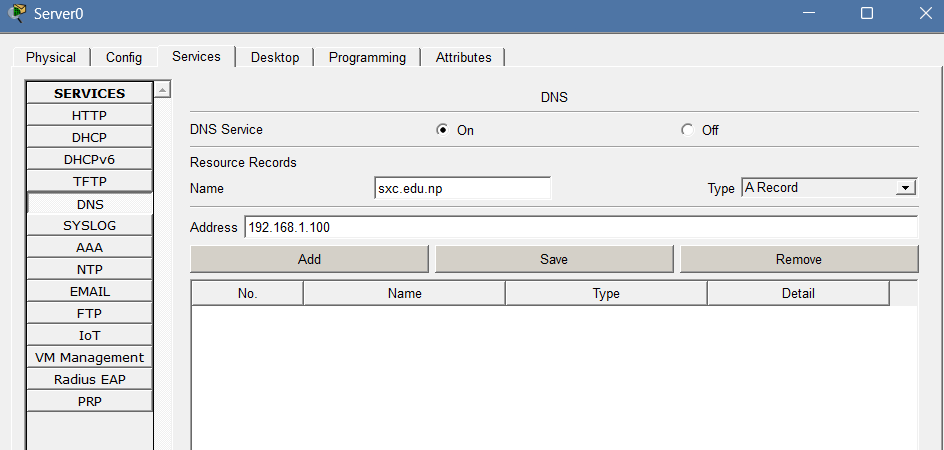 Server0
Physical Config Services Desktop Programming Attributes
SERVICES
HTTP
DHCP
DHCPv6
TFTP
DNS
SYSLOG
AAA
NTP
EMAIL
FTP
IoT
VM Management
Radius EAP
PRP
DNS
DNS Service On Off
Resource Records
Name sxc.edu.np Type A Record
Address 192.168.1.100
Add Save Remove
No. Name Type Detail